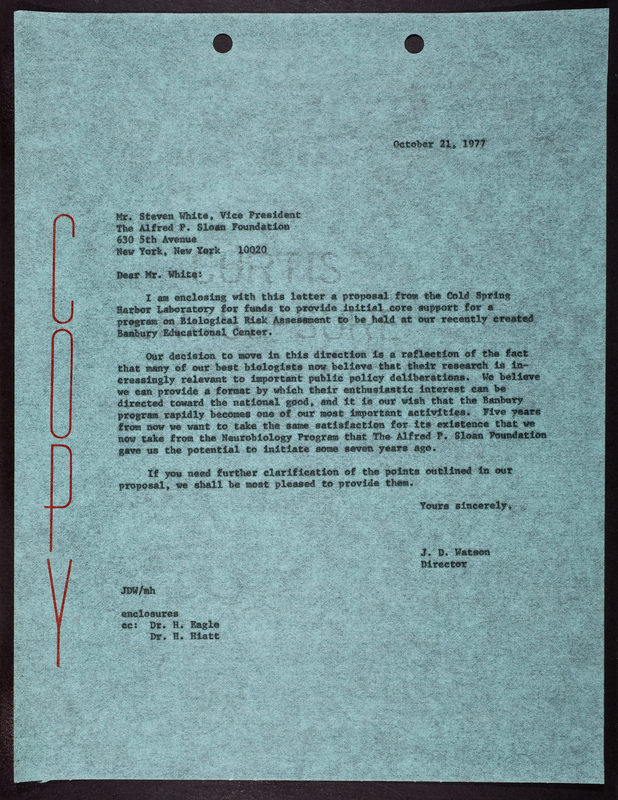 October 21, 1977
Mr. Steven White, Vice President
The Alfred P. Sloan Foundation
630 5th Avenue
New York, New York 10020
CURTIS
Dear Mr. White:
I am enclosing with this letter a proposal from the Cold Spring
Harbor Laboratory for funds to provide initial core support for a
program on Biological Risk Assessment to be held at our recently created
Banbury Educational Center.
Our decision to move in this direction is a reflection of the fact
that many of our best biologists now believe that their research is in-
creasingly relevant to important public policy deliberations. We believe
we can provide a format by which their enthusiastic interest can be
directed toward the national good, and it is our wish that the Banbury
program rapidly becomes one of our most important activities. Five years
from now we want to take the same satisfaction for its existence that we
now take from the Neurobiology Program that The Alfred P. Sloan Foundation
gave us the potential to initiate some seven years ago.
If you need further clarification of the points outlined in our
proposal, we shall be most pleased to provide them.
Yours sincerely,
J. D. Watson
Director
JDW/mh
enclosures
cc: Dr. H. Eagle
Dr. H. Hiatt
COPY